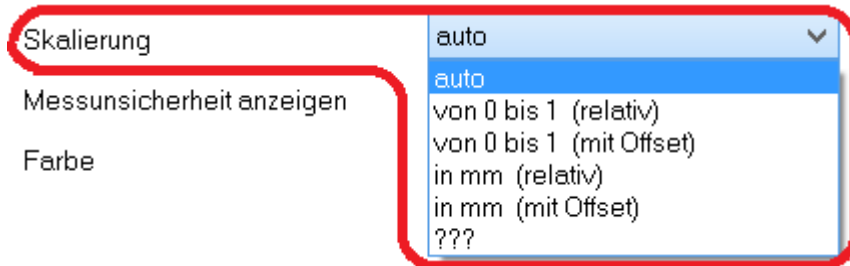 Skalierung auto
auto
Messunsicherheit anzeigen
von 0 bis 1 (relativ)
von 0 bis 1 (mit Offset)
Farbe
in mm (relativ)
in mm (mit Offset)
???